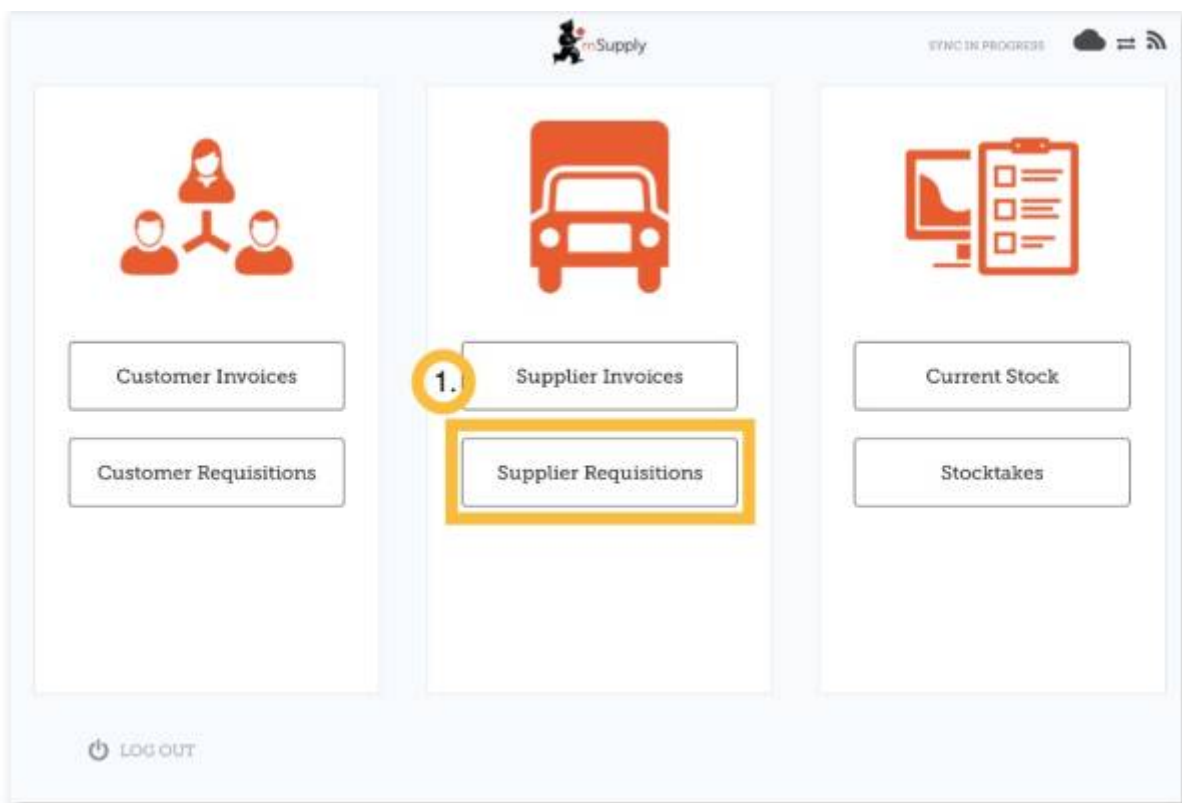 mSupply
SYNC IN PROGRESS
Customer Invoices
Customer Requisitions
1.
Supplier Invoices
Supplier Requisitions
Current Stock
Stocktakes
LOG OUT